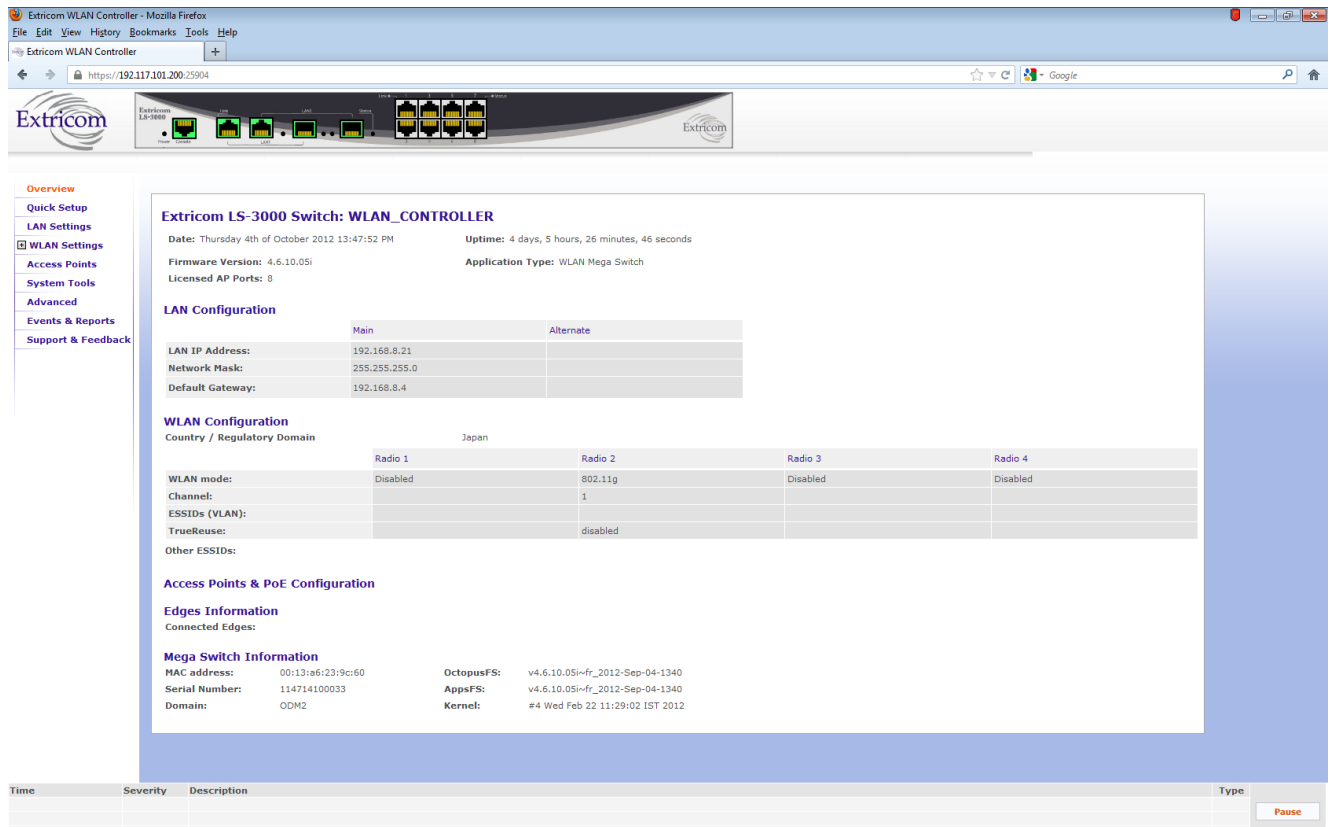 Extricom WLAN Controller - Mozilla Firefox
File Edit View History Bookmarks Tools Help
Extricom WLAN Controller +
https://192.117.101.200:25904 Google
Extricom
Extricom
LS-3000
Extricom
Power Console
Overview
Quick Setup
LAN Settings
WLAN Settings
Access Points
System Tools
Advanced
Events & Reports
Support & Feedback
Extricom LS-3000 Switch: WLAN_CONTROLLER
Date: Thursday 4th of October 2012 13:47:52 PM Uptime: 4 days, 5 hours, 26 minutes, 46 seconds
Firmware Version: 4.6.10.05i Application Type: WLAN Mega Switch
Licensed AP Ports: 8
LAN Configuration
Main Alternate
LAN IP Address: 192.168.8.21
Network Mask: 255.255.255.0
Default Gateway: 192.168.8.4
WLAN Configuration
Country / Regulatory Domain Japan
Radio 1 Radio 2 Radio 3 Radio 4
WLAN mode: Disabled 802.11g Disabled Disabled
Channel: 1
ESSIDs (VLAN):
TrueReuse: disabled
Other ESSIDs:
Access Points & PoE Configuration
Edges Information
Connected Edges:
Mega Switch Information
MAC address: 00:13:a6:23:9c:60 OctopusFS: v4.6.10.05i~fr_2012-Sep-04-1340
Serial Number: 114714100033 AppsFS: v4.6.10.05i~fr_2012-Sep-04-1340
Domain: ODM2 Kernel: #4 Wed Feb 22 11:29:02 IST 2012
Time Severity Description Type
Pause